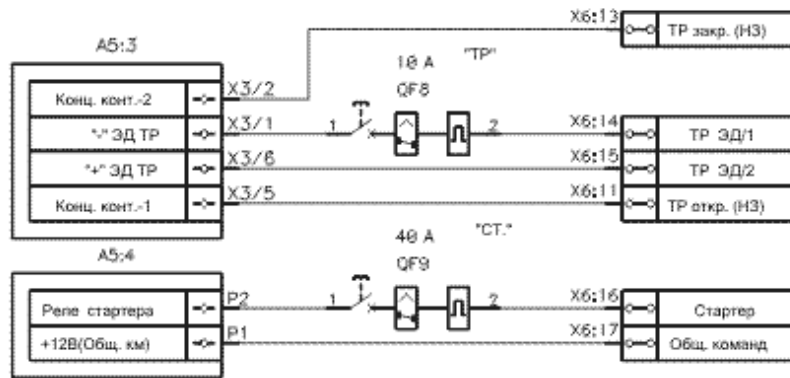 X6:13
ТР закр. (НЗ)
А5:3
10 A
"ТР"
QF8
Конц. конт.-2
X3/2
"-" ЭД ТР
X3/1
1
2
X6:14
ТР ЭД/1
"+" ЭД ТР
X3/6
X6:15
ТР ЭД/2
Конц. конт.-1
X3/5
X6:11
ТР откр. (НЗ)
А5:4
40 A
"СТ."
QF9
Реле стартера
P2
1
2
X6:16
Стартер
+12В(Общ. км)
P1
X6:17
Общ. команд